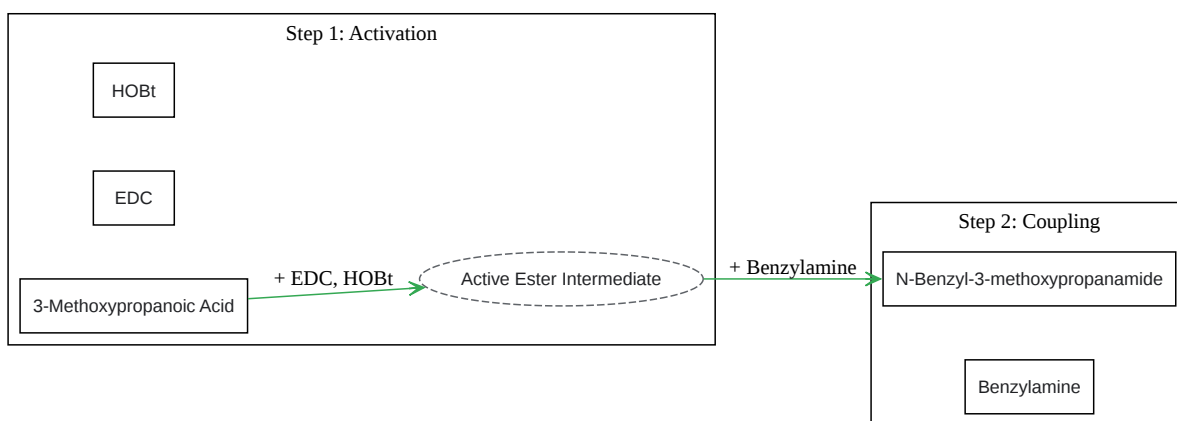 Step 1: Activation
HOBt
EDC
3-Methoxypropanoic Acid
+ EDC, HOBt
Active Ester Intermediate
+ Benzylamine
Step 2: Coupling
N-Benzyl-3-methoxypropanamide
Benzylamine